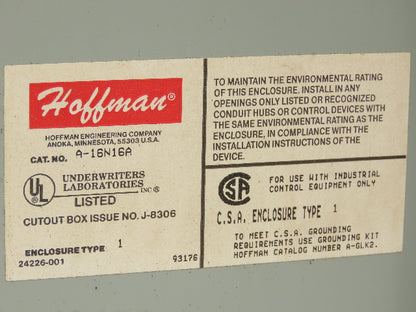 Hoffman®
HOFFMAN ENGINEERING COMPANY
ANOKA, MINNESOTA, 55303 U.S.A.
CAT. NO. A-16N16A
UL
UNDERWRITERS
LABORATORIES INC®
LISTED
CUTOUT BOX ISSUE NO. J-8306
ENCLOSURE TYPE 1
24226-001
93176
TO MAINTAIN THE ENVIRONMENTAL RATING
OF THIS ENCLOSURE, INSTALL IN ANY
OPENINGS ONLY LISTED OR RECOGNIZED
CONDUIT HUBS OR CONTROL DEVICES WITH
THE SAME ENVIRONMENTAL RATING AS THE
ENCLOSURE, IN COMPLIANCE WITH THE
INSTALLATION INSTRUCTIONS OF THE
DEVICE.
SA
FOR USE WITH INDUSTRIAL
CONTROL EQUIPMENT ONLY
C.S.A. ENCLOSURE TYPE 1
TO MEET C.S.A. GROUNDING
REQUIREMENTS USE GROUNDING KIT
HOFFMAN CATALOG NUMBER A-GLK2.